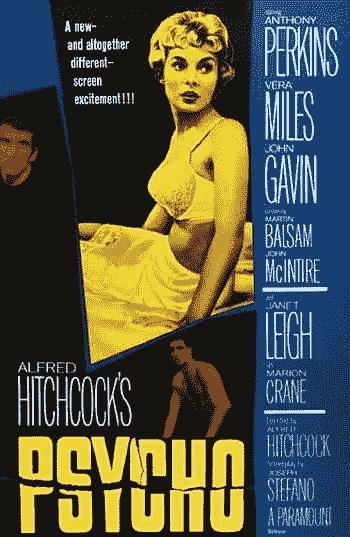 A new-
and altogether
different-
screen
excitement!!!
ALFRED
HITCHCOCK'S
PSYCHO
ANTHONY
PERKINS
VERA
MILES
JOHN
GAVIN
MARTIN
BALSAM
JOHN
McINTIRE
JANET
LEIGH
MARION
CRANE
ALFRED
HITCHCOCK
JOSEPH
STEFANO
A PARAMOUNT
Release